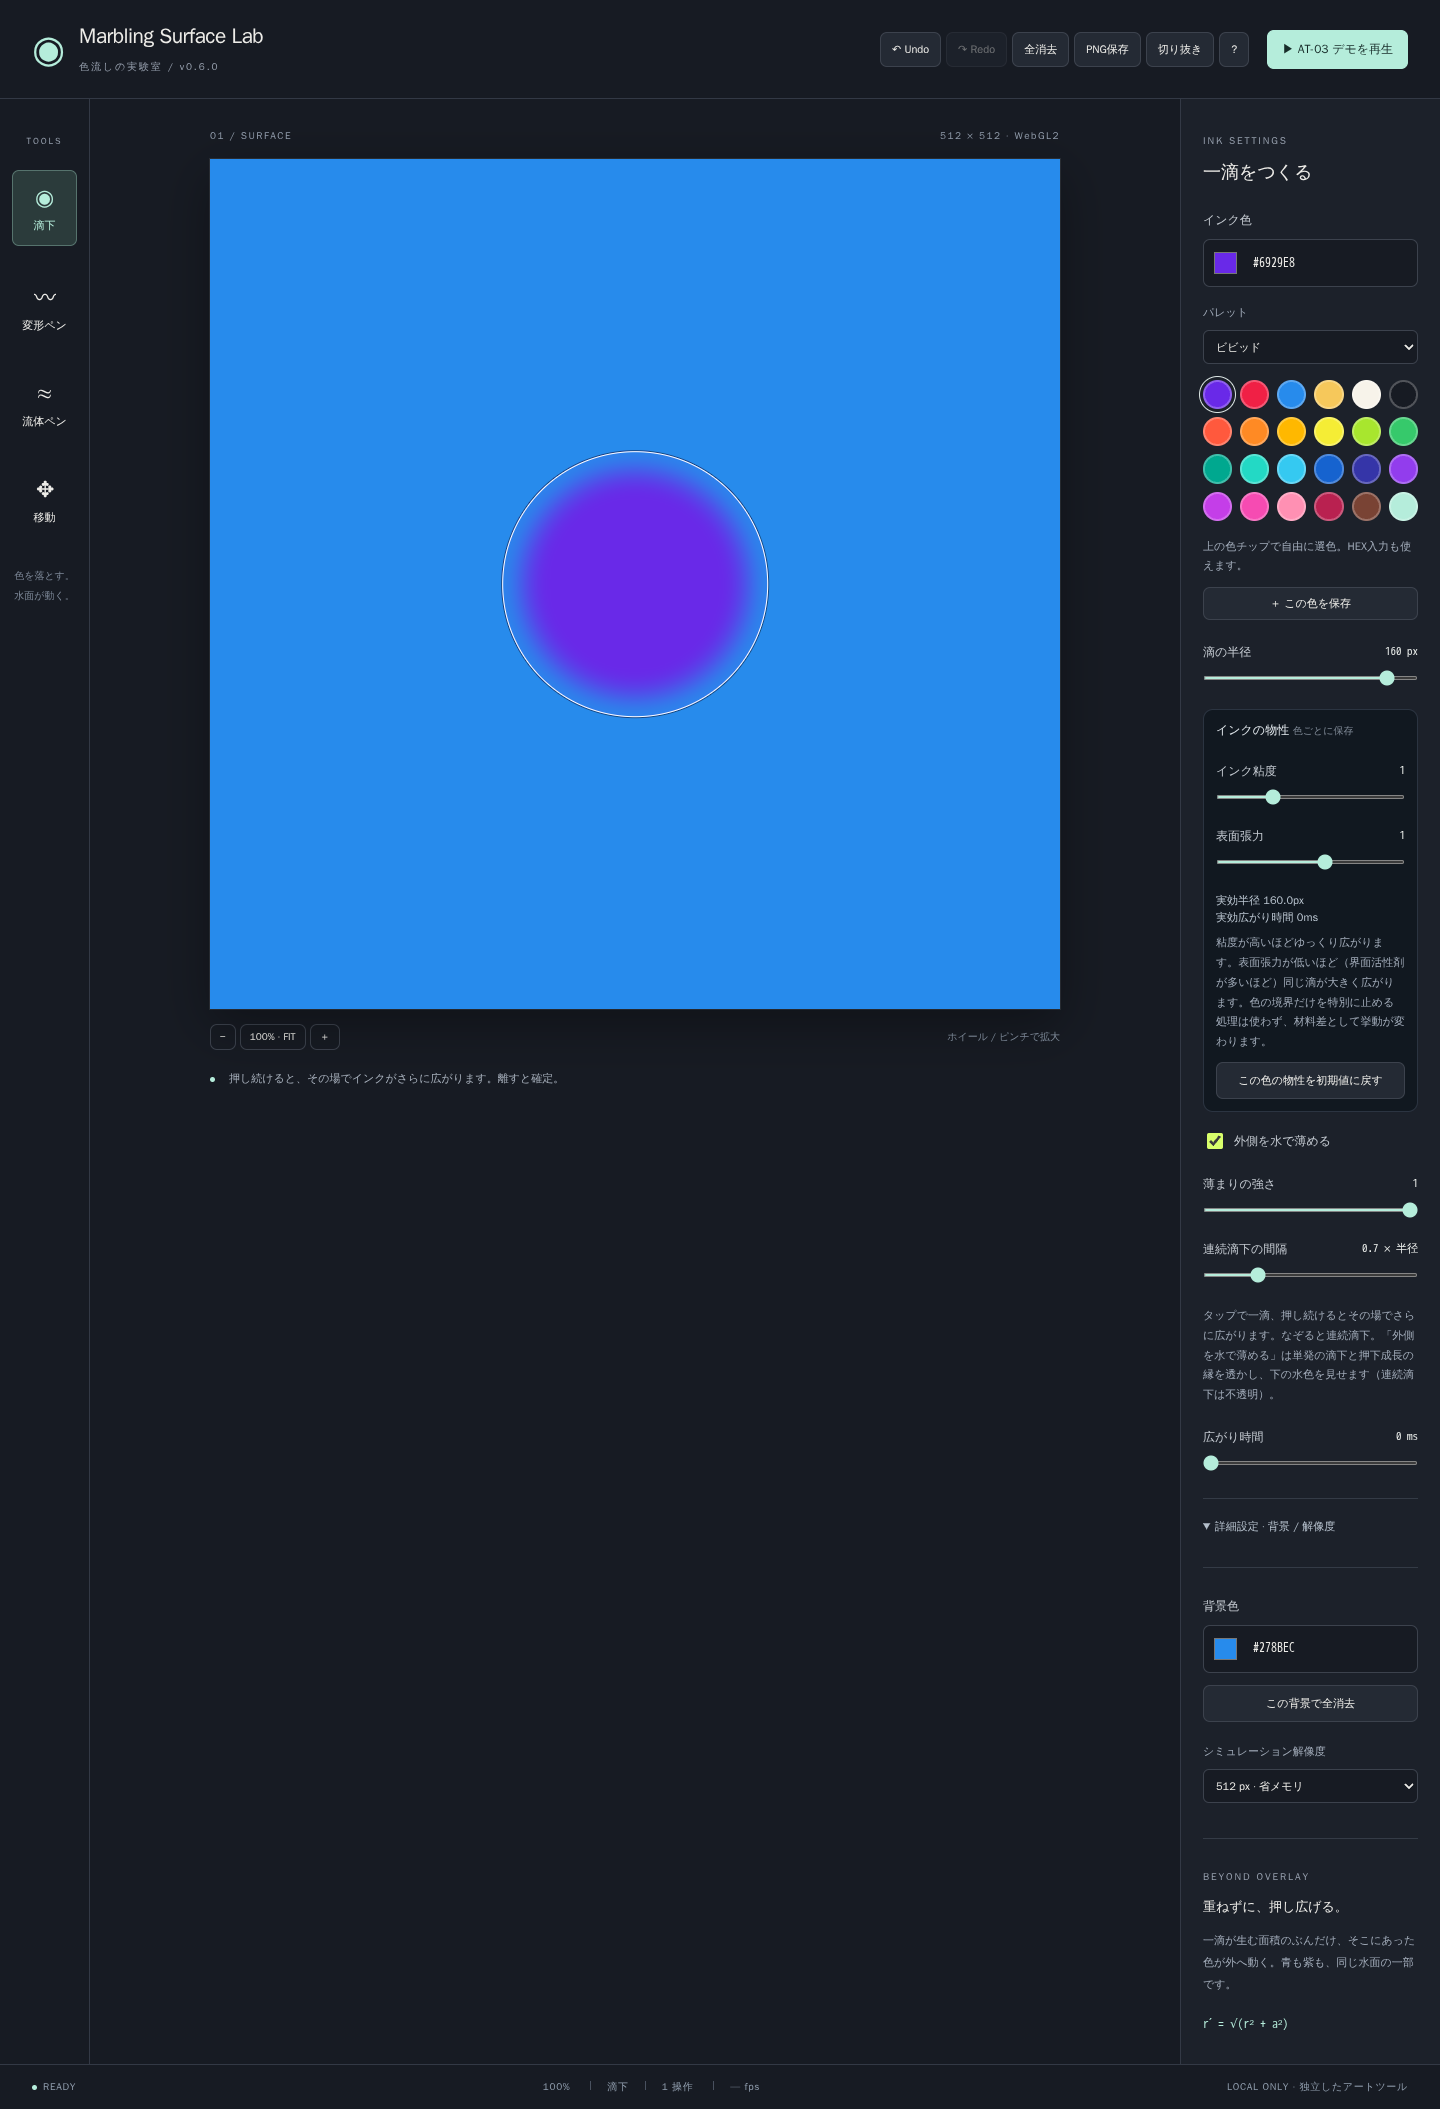 Marbling Surface Lab
色流しの実験室 / v0.6.0
↶ Undo
↷ Redo
全消去
PNG保存
切り抜き
?
▶ AT-03 デモを再生
TOOLS
滴下
変形ペン
流体ペン
移動
色を落とす。
水面が動く。
01 / SURFACE
512 × 512 · WebGL2
−
100% · FIT
+
ホイール / ピンチで拡大
押し続けると、その場でインクがさらに広がります。離すと確定。
INK SETTINGS
一滴をつくる
インク色
#6929E8
パレット
ビビッド
上の色チップで自由に選色。HEX入力も使
えます。
＋ この色を保存
滴の半径
160 px
インクの物性 色ごとに保存
インク粘度
1
表面張力
1
実効半径 160.0px
実効広がり時間 0ms
粘度が高いほどゆっくり広がりま
す。表面張力が低いほど（界面活性剤
が多いほど）同じ滴が大きく広がり
ます。色の境界だけを特別に止める
処理は使わず、材料差として挙動が変
わります。
この色の物性を初期値に戻す
外側を水で薄める
薄まりの強さ
1
連続滴下の間隔
0.7 × 半径
タップで一滴、押し続けるとその場でさら
に広がります。なぞると連続滴下。「外側
を水で薄める」は単発の滴下と押下成長の
縁を透かし、下の水色を見せます（連続滴
下は不透明）。
広がり時間
0 ms
▼ 詳細設定 · 背景 / 解像度
背景色
#278BEC
この背景で全消去
シミュレーション解像度
512 px · 省メモリ
BEYOND OVERLAY
重ねずに、押し広げる。
一滴が生む面積のぶんだけ、そこにあった
色が外へ動く。青も紫も、同じ水面の一部
です。
r′ = √(r² + a²)
READY
100%
滴下
1 操作
— fps
LOCAL ONLY · 独立したアートツール